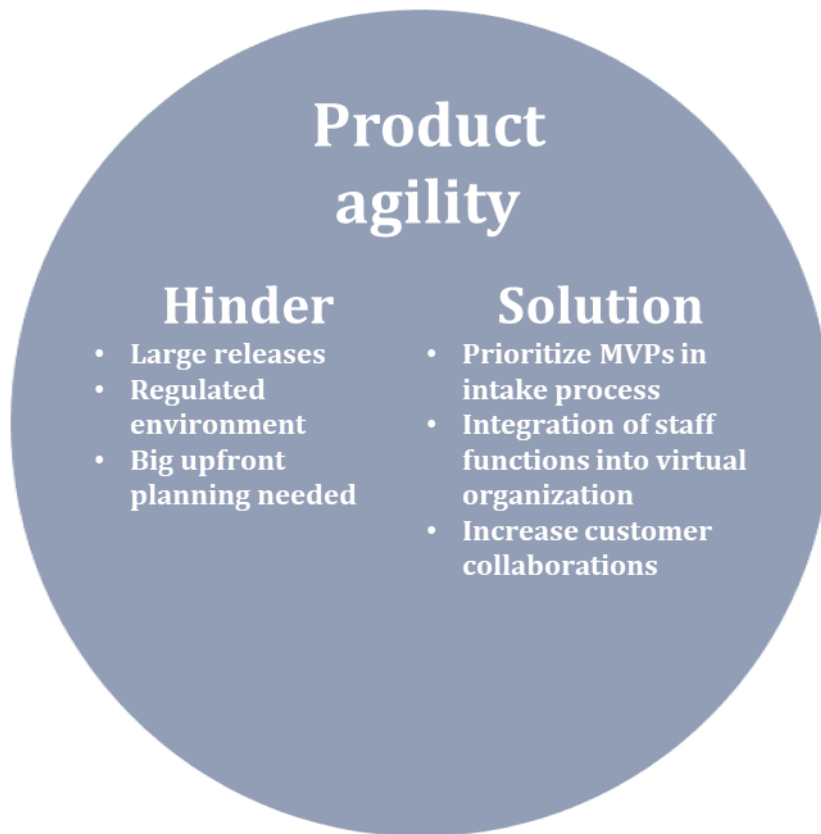 Product
agility
Hinder
• Large releases
• Regulated
environment
• Big upfront
planning needed
Solution
• Prioritize MVPs in
intake process
• Integration of staff
functions into virtual
organization
• Increase customer
collaborations